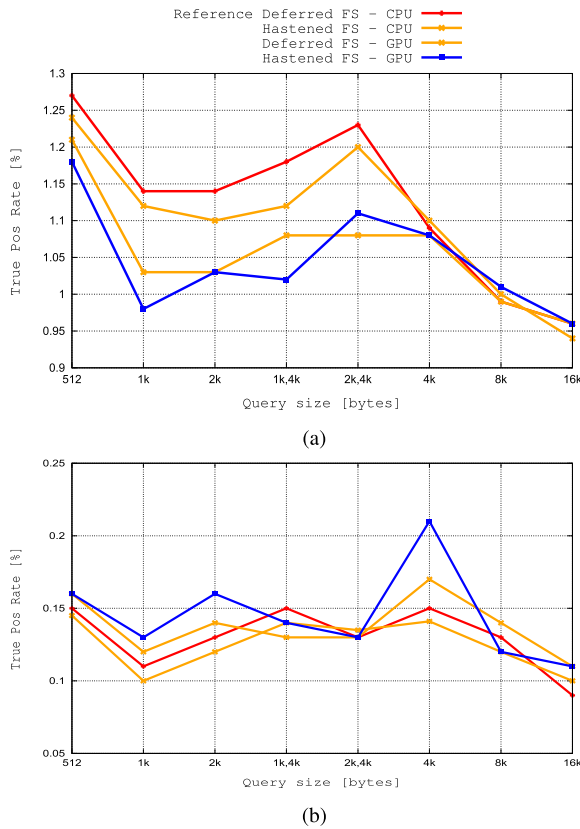 Reference Deferred FS - CPU
Hastened FS - CPU
Deferred FS - GPU
Hastened FS - GPU
1.3
1.25
1.2
1.15
1.1
1.05
1
0.95
0.9
True Pos Rate [%]
512 1k 2k 1k,4k 2k,4k 4k 8k 16k
Query size [bytes]
(a)
0.25
0.2
0.15
0.1
0.05
True Pos Rate [%]
512 1k 2k 1k,4k 2k,4k 4k 8k 16k
Query size [bytes]
(b)